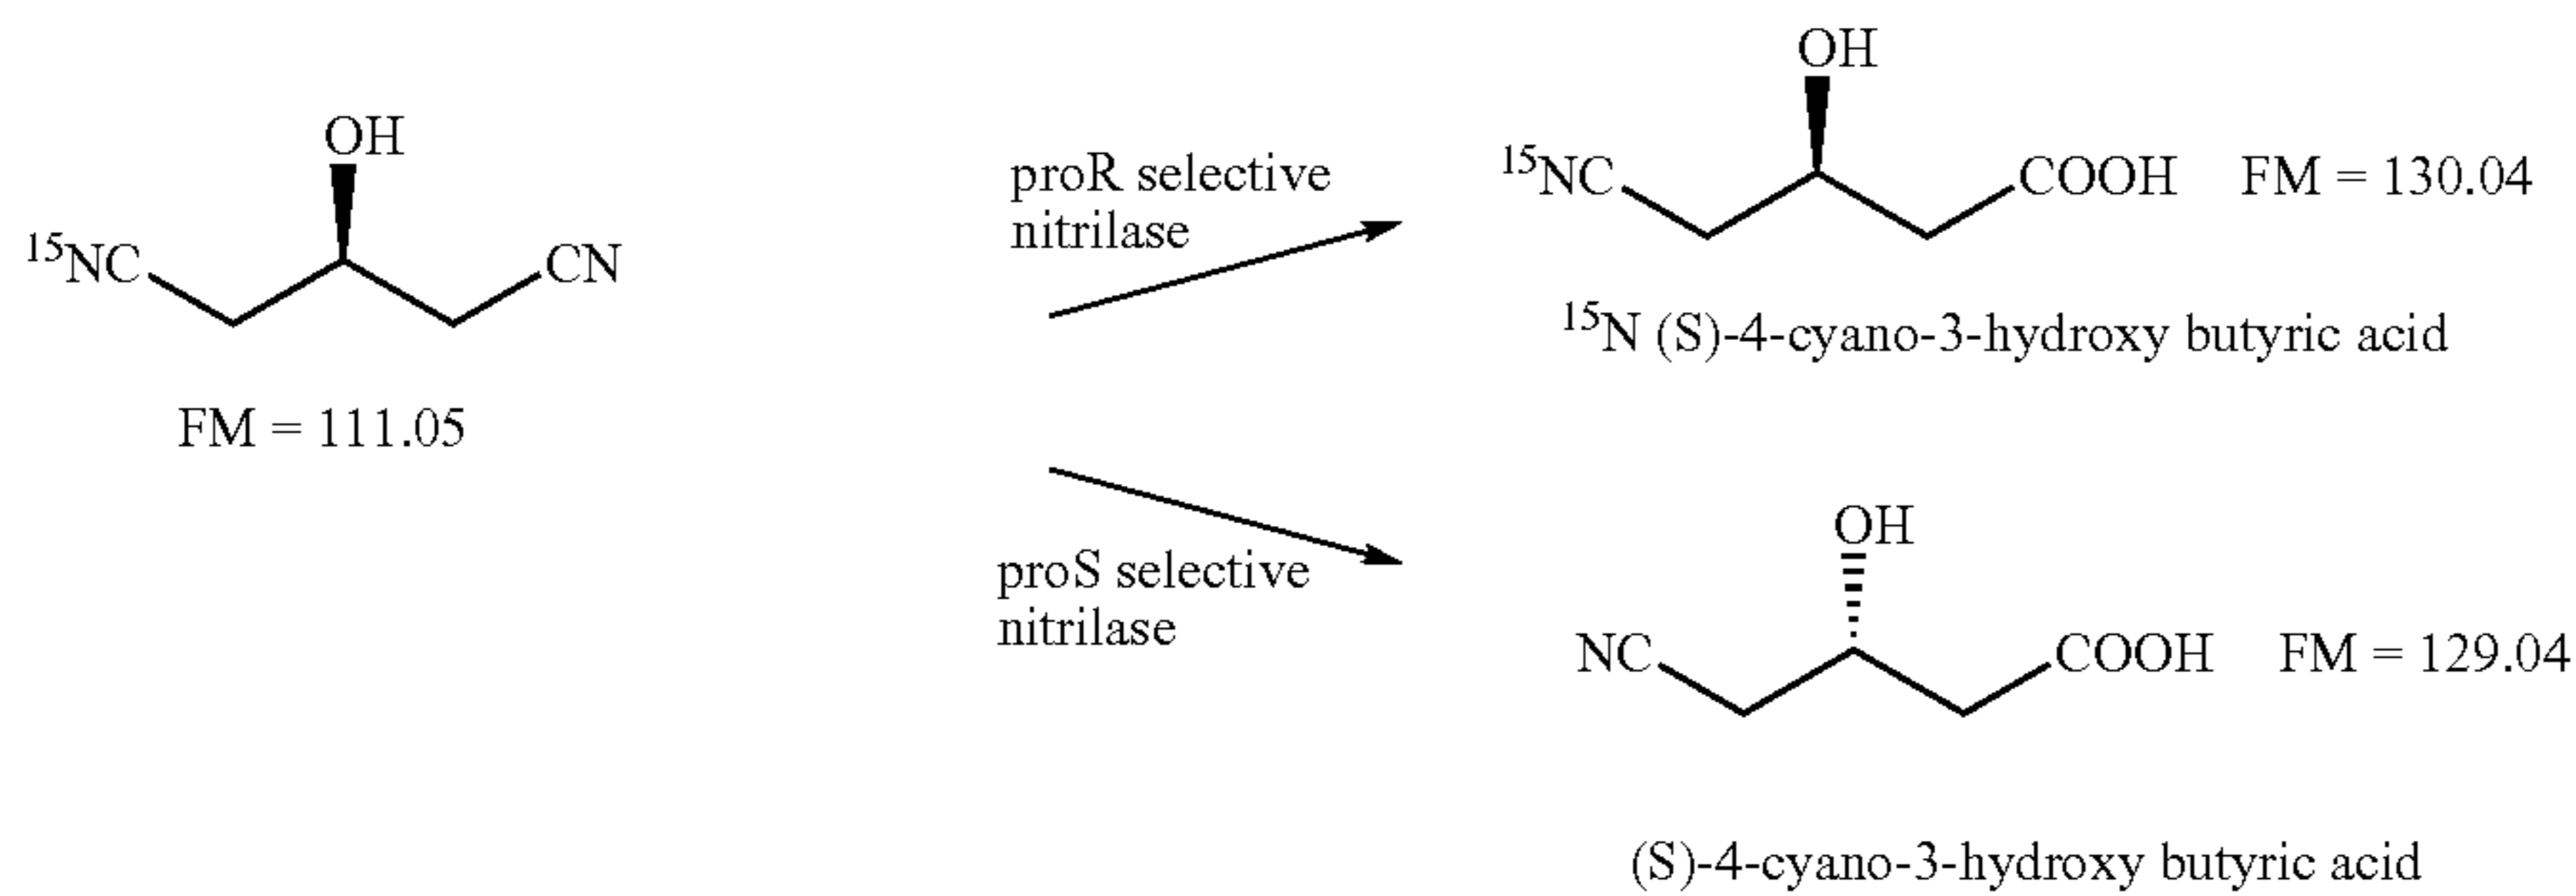 OH
¹⁵NC
CN
FM = 111.05
proR selective
nitrilase
OH
¹⁵NC
COOH
FM = 130.04
¹⁵N (S)-4-cyano-3-hydroxy butyric acid
proS selective
nitrilase
OH
NC
COOH
FM = 129.04
(S)-4-cyano-3-hydroxy butyric acid